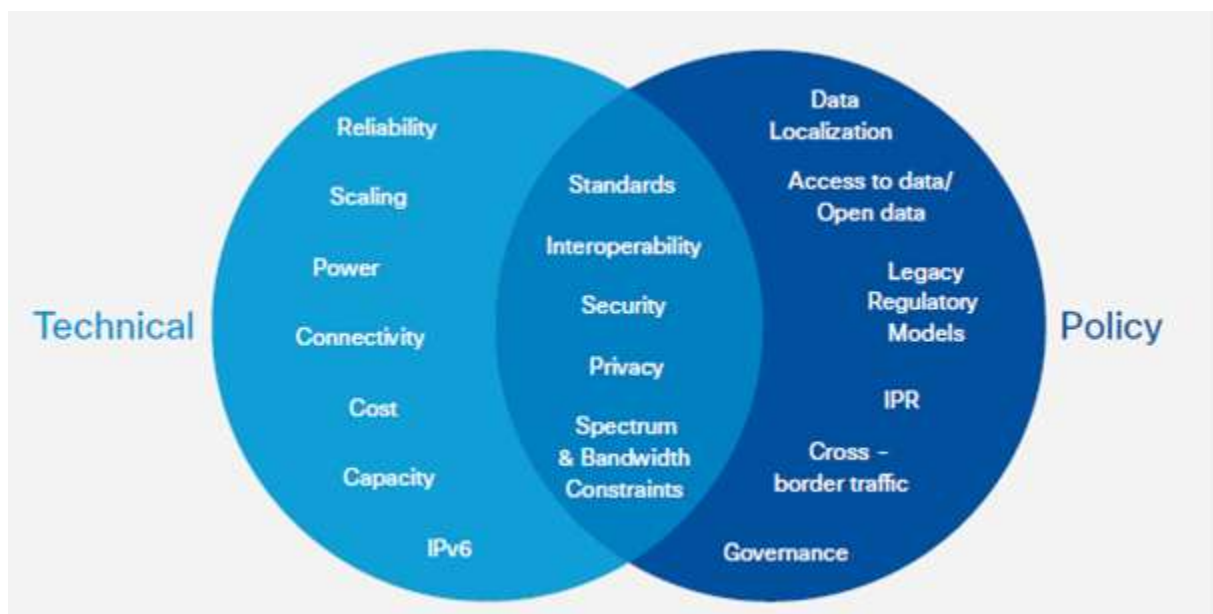 Technical
Reliability
Scaling
Power
Connectivity
Cost
Capacity
IPv6
Standards
Interoperability
Security
Privacy
Spectrum
& Bandwidth
Constraints
Data
Localization
Access to data/
Open data
Legacy
Regulatory
Models
IPR
Cross –
border traffic
Governance
Policy